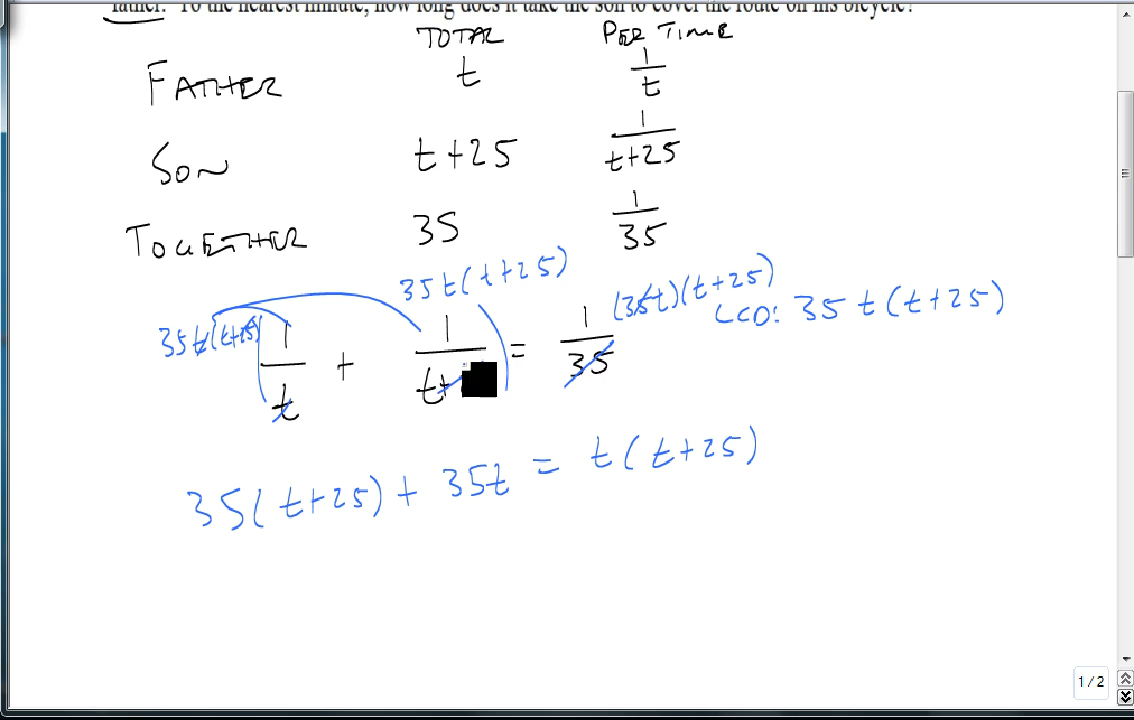 father. To the nearest minute, how long does it take the son to cover the route on his bicycle?
TOTAL PER TIME
FATHER t 1/t
SON t+25 1/t+25
TOGETHER 35 1/35
35t(t+25) 35t(t+25) (35t)(t+25) LCD: 35t(t+25)
1/t + 1/t+ = 1/35
35(t+25) + 35t = t(t+25)
1/2